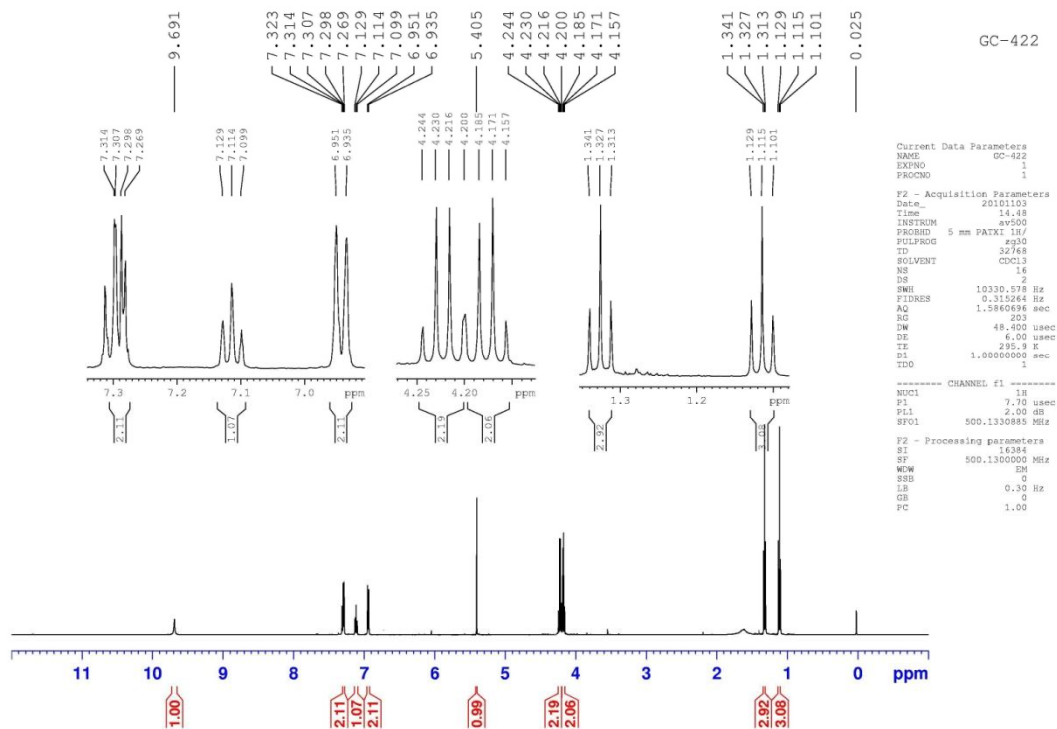 9.691
7.323
7.314
7.307
7.298
7.269
7.129
7.114
7.099
6.951
6.935
5.405
4.244
4.230
4.216
4.200
4.185
4.171
4.157
1.341
1.327
1.313
1.129
1.115
1.101
0.025
GC-422
7.314
7.307
7.298
7.269
7.129
7.114
7.099
6.951
6.935
4.244
4.230
4.216
4.200
4.185
4.171
4.157
1.341
1.327
1.313
1.129
1.115
1.101
7.3 7.2 7.1 7.0 ppm
4.25 4.20 ppm
1.3 1.2 ppm
2.11
1.07
2.11
2.19
2.06
2.92
3.08
Current Data Parameters
NAME GC-422
EXPNO 1
PROCNO 1
F2 - Acquisition Parameters
Date_ 20101103
Time 14.48
INSTRUM av500
PROBHD 5 mm PATXI 1H/
PULPROG zg30
TD 32768
SOLVENT CDCl3
NS 16
DS 2
SWH 10330.578 Hz
FIDRES 0.315264 Hz
AQ 1.5860696 sec
RG 203
DW 48.400 usec
DE 6.00 usec
TE 295.9 K
D1 1.00000000 sec
TD0 1
======== CHANNEL f1 ========
NUC1 1H
P1 7.70 usec
PL1 2.00 dB
SFO1 500.1330885 MHz
F2 - Processing parameters
SI 16384
SF 500.1300000 MHz
WDW EM
SSB 0
LB 0.30 Hz
GB 0
PC 1.00
11 10 9 8 7 6 5 4 3 2 1 0 ppm
1.00
2.11
1.07
2.11
0.99
2.19
2.06
2.92
3.08